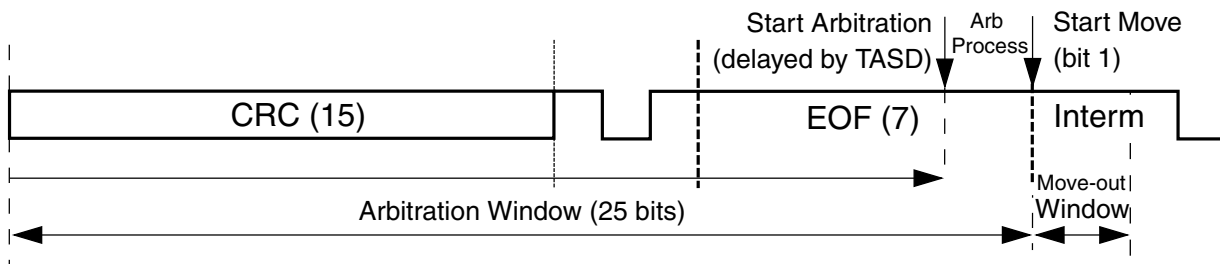 Start Arbitration
(delayed by TASD)
Arb
Process
Start Move
(bit 1)
CRC (15)
EOF (7)
Interm
Arbitration Window (25 bits)
Move-out
Window